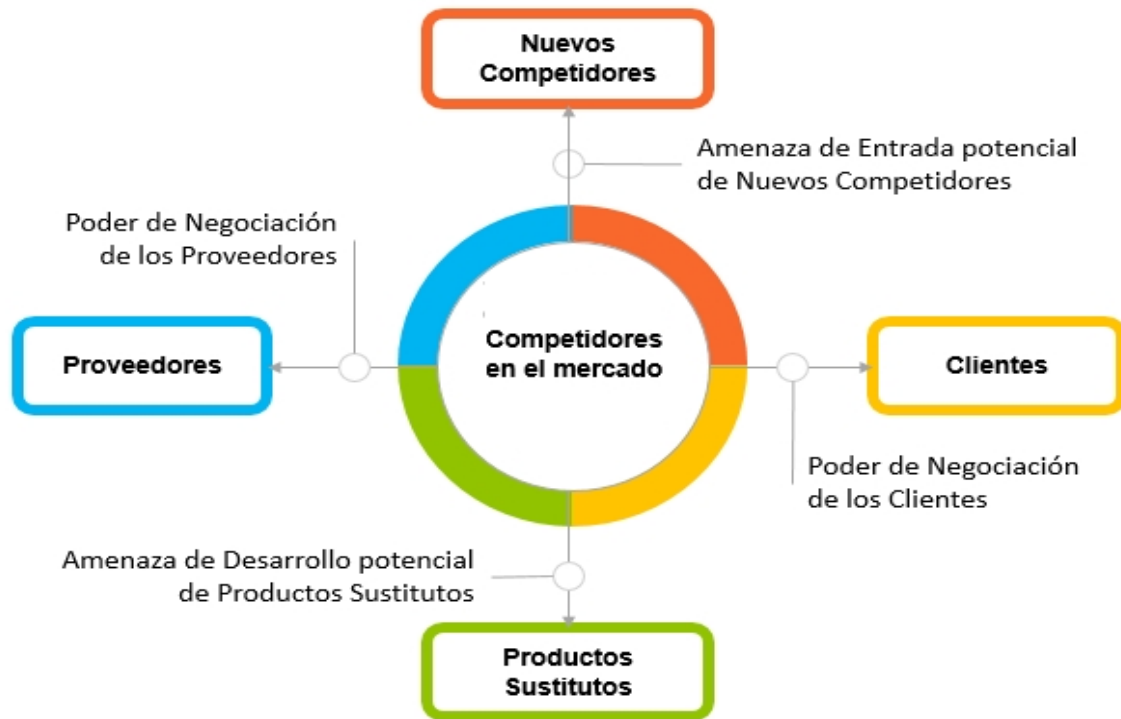 Nuevos
Competidores
Amenaza de Entrada potencial
de Nuevos Competidores
Poder de Negociación
de los Proveedores
Proveedores
Competidores
en el mercado
Clientes
Poder de Negociación
de los Clientes
Amenaza de Desarrollo potencial
de Productos Sustitutos
Productos
Sustitutos